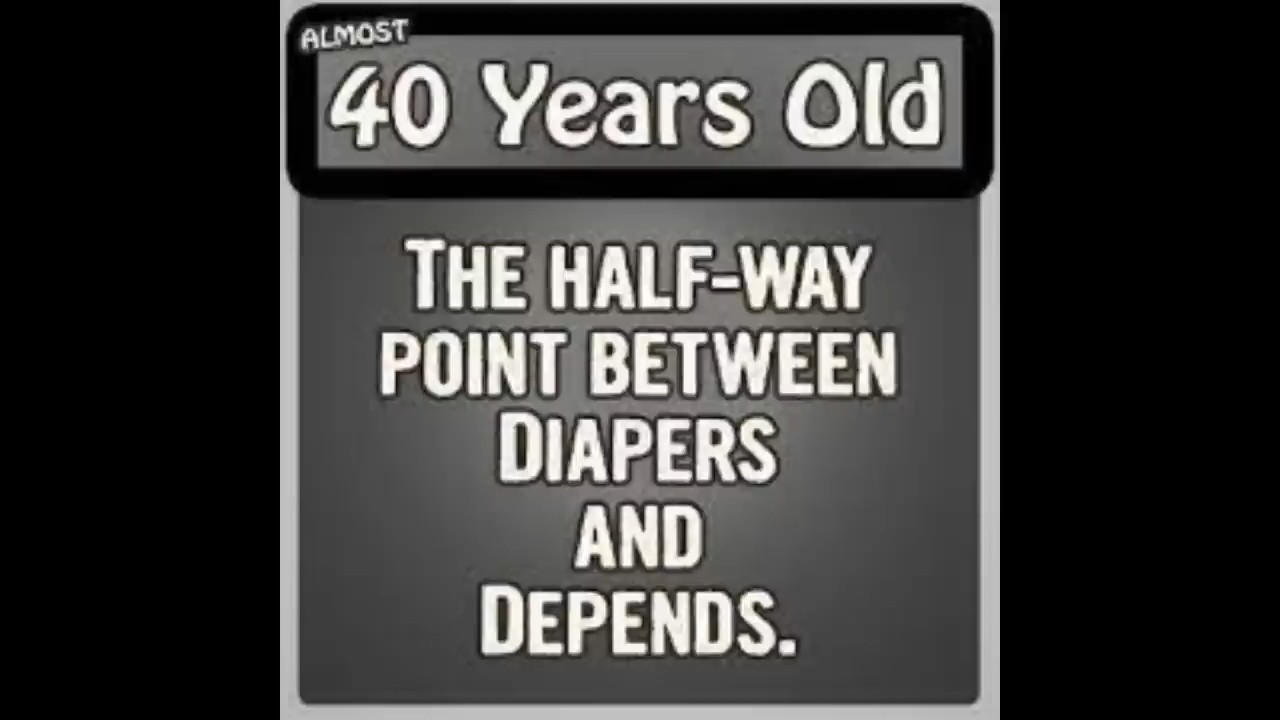 ALMOST
40 Years Old
THE HALF-WAY
POINT BETWEEN
DIAPERS
AND
DEPENDS.